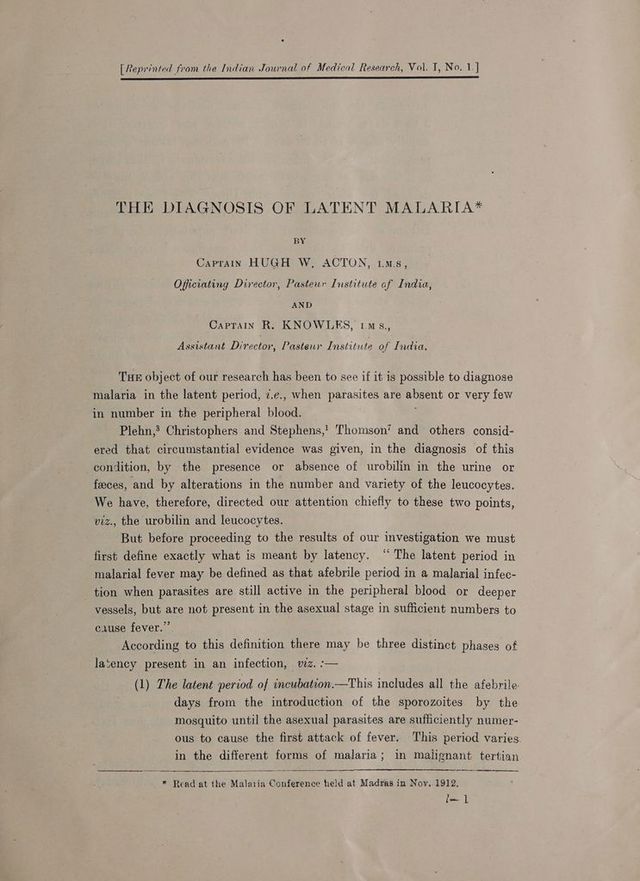 [Reprinted from the Indian Journal of Medical Research, Vol. I, No. 1.]
THE DIAGNOSIS OF LATENT MALARIA*
BY
CAPTAIN HUGH W. ACTON, I.M.S.,
Officiating Director, Pasteur Institute of India,
AND
CAPTAIN R. KNOWLES, I.M.S.,
Assistant Director, Pasteur Institute of India.
THE object of our research has been to see if it is possible to diagnose
malaria in the latent period, i.e., when parasites are absent or very few
in number in the peripheral blood.
Plehn,³ Christophers and Stephens,¹ Thomson⁷ and others consid-
ered that circumstantial evidence was given, in the diagnosis of this
condition, by the presence or absence of urobilin in the urine or
fæces, and by alterations in the number and variety of the leucocytes.
We have, therefore, directed our attention chiefly to these two points,
viz., the urobilin and leucocytes.
But before proceeding to the results of our investigation we must
first define exactly what is meant by latency. “ The latent period in
malarial fever may be defined as that afebrile period in a malarial infec-
tion when parasites are still active in the peripheral blood or deeper
vessels, but are not present in the asexual stage in sufficient numbers to
cause fever.”
According to this definition there may be three distinct phases of
latency present in an infection, viz. :—
(1) The latent period of incubation.—This includes all the afebrile
days from the introduction of the sporozoites by the
mosquito until the asexual parasites are sufficiently numer-
ous to cause the first attack of fever. This period varies
in the different forms of malaria; in malignant tertian
* Read at the Malaria Conference held at Madras in Nov. 1912.
1